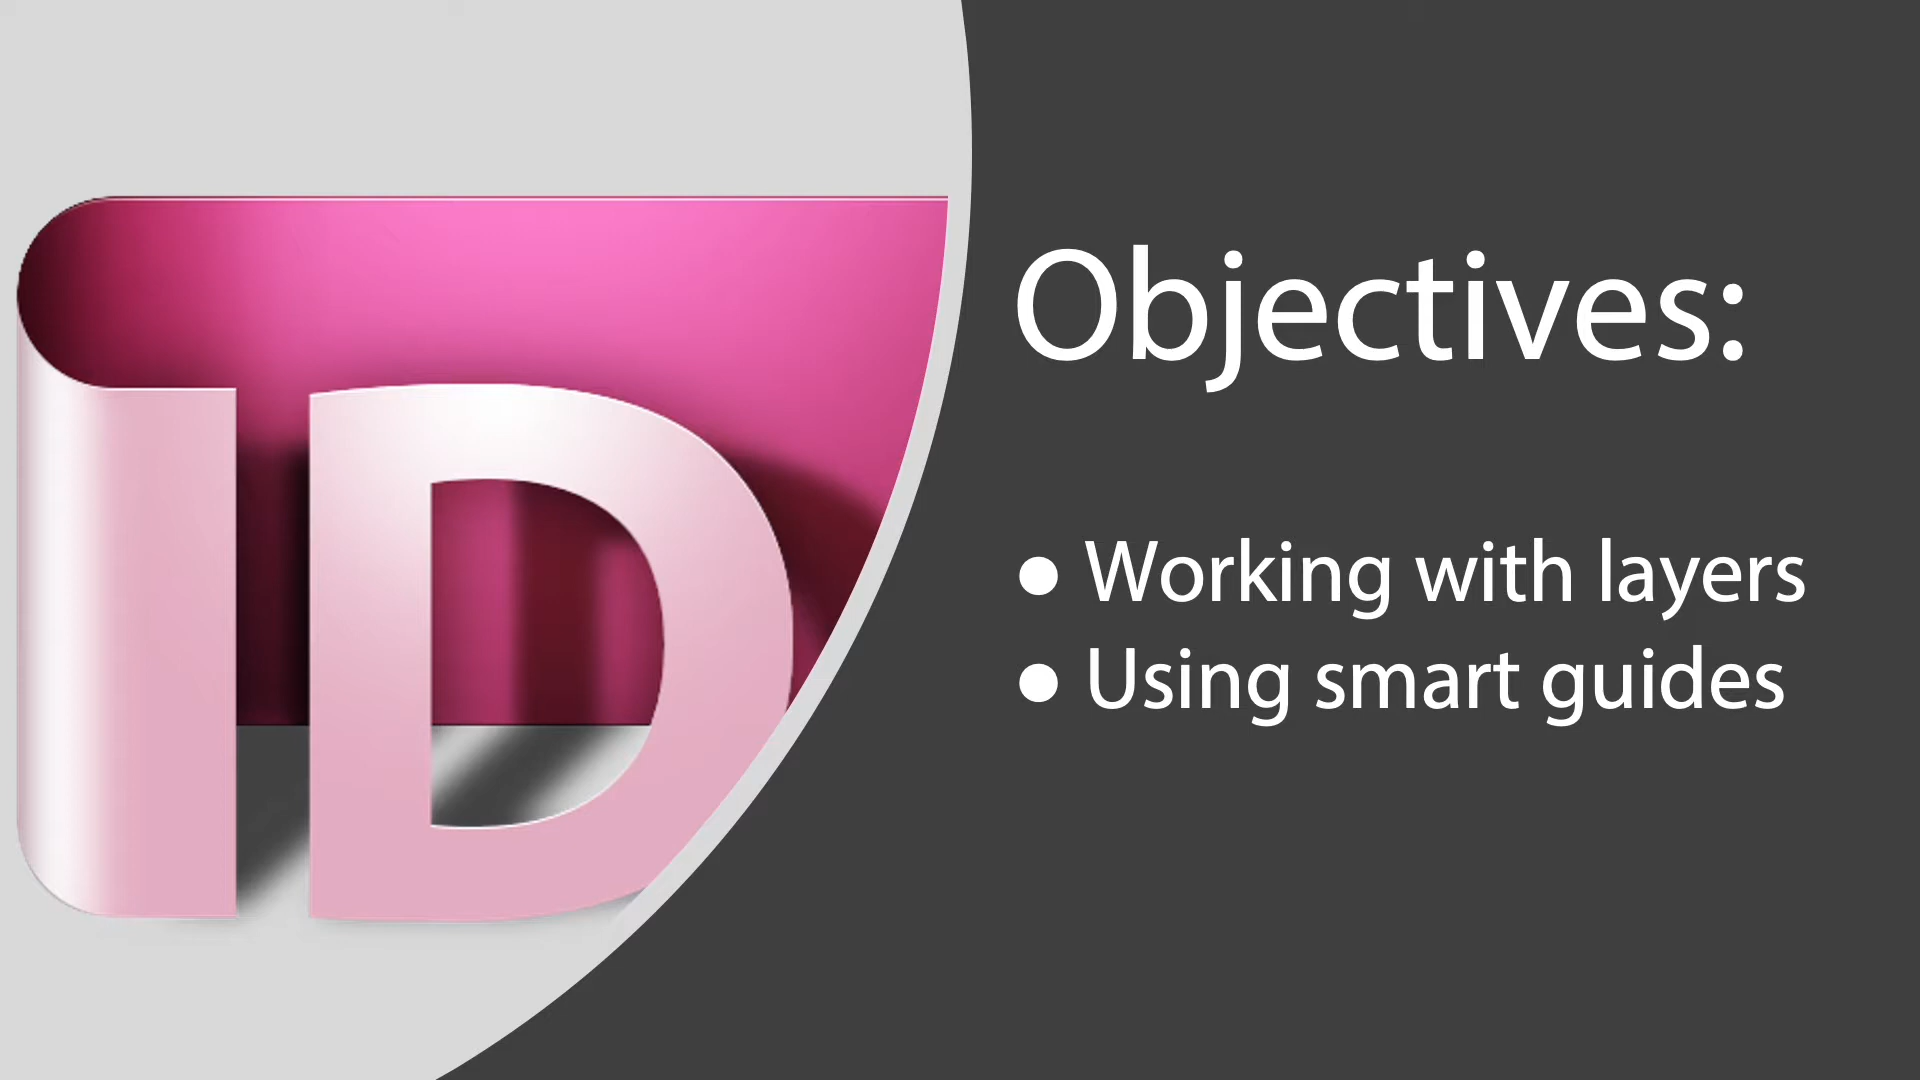 ID
Objectives:
● Working with layers
● Using smart guides